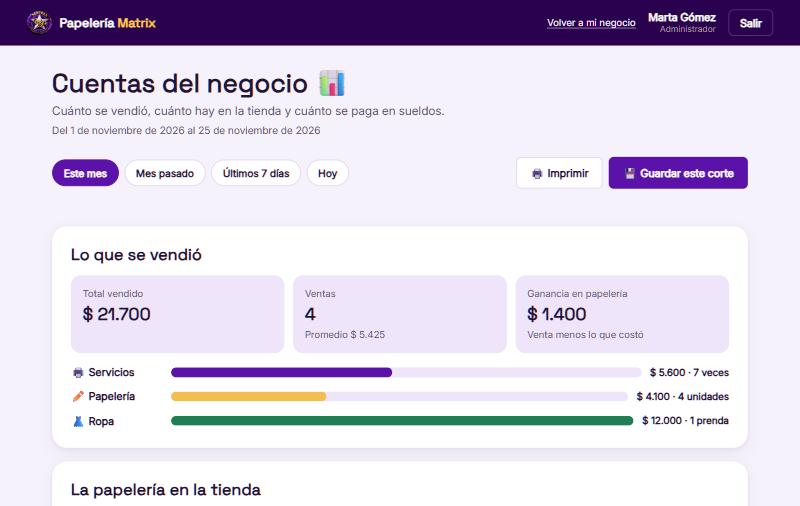 Papelería Matrix
Volver a mi negocio
Marta Gómez
Administrador
Salir
Cuentas del negocio
Cuánto se vendió, cuánto hay en la tienda y cuánto se paga en sueldos.
Del 1 de noviembre de 2026 al 25 de noviembre de 2026
Este mes
Mes pasado
Últimos 7 días
Hoy
Imprimir
Guardar este corte
Lo que se vendió
Total vendido
$ 21.700
Ventas
4
Promedio $ 5.425
Ganancia en papelería
$ 1.400
Venta menos lo que costó
Servicios $ 5.600 · 7 veces
Papelería $ 4.100 · 4 unidades
Ropa $ 12.000 · 1 prenda
La papelería en la tienda